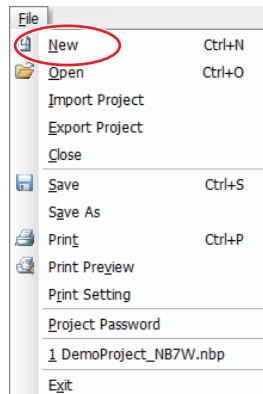 File
New Ctrl+N
Open Ctrl+O
Import Project
Export Project
Close
Save Ctrl+S
Save As
Print Ctrl+P
Print Preview
Print Setting
Project Password
1 DemoProject_NB7W.nbp
Exit